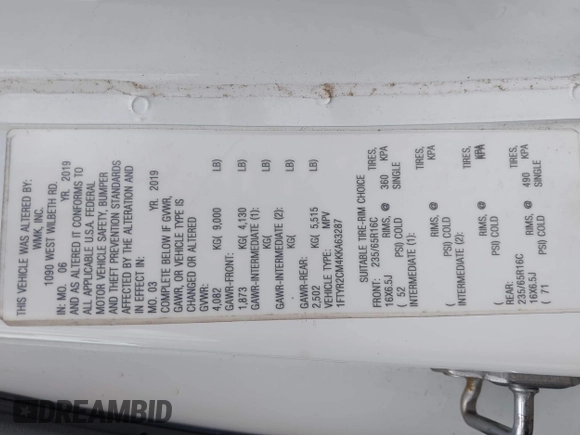 THIS VEHICLE WAS ALTERED BY:
WMK, INC.
1090 WEST WILBETH RD.
IN: MO. 06 YR. 2019
AND AS ALTERED IT CONFORMS TO
ALL APPLICABLE U.S.A. FEDERAL
MOTOR VEHICLE SAFETY, BUMPER
AND THEFT PREVENTION STANDARDS
AFFECTED BY THE ALTERATION AND
IN EFFECT IN:
MO. 03 YR. 2019
COMPLETE BELOW IF GVWR,
GAWR, OR VEHICLE TYPE IS
CHANGED OR ALTERED
GVWR:
4,082 KG( 9,000 LB)
GAWR-FRONT:
1,873 KG( 4,130 LB)
GAWR-INTERMEDIATE (1):
KG( LB)
GAWR-INTERMEDIATE (2):
KG( LB)
GAWR-REAR:
2,502 KG( 5,515 LB)
VEHICLE TYPE: MPV
1FTYR2CM4KKA63287
SUITABLE TIRE-RIM CHOICE
FRONT: 235/65R16C TIRES,
16X6.5J RIMS, @ 360 KPA
( 52 PSI) COLD SINGLE
INTERMEDIATE (1):
TIRES,
RIMS, @ KPA
( PSI) COLD
INTERMEDIATE (2):
TIRES,
RIMS, @ KPA
( PSI) COLD
REAR:
235/65R16C TIRES,
16X6.5J RIMS, @ 490 KPA
( 71 PSI) COLD SINGLE
DREAMBID